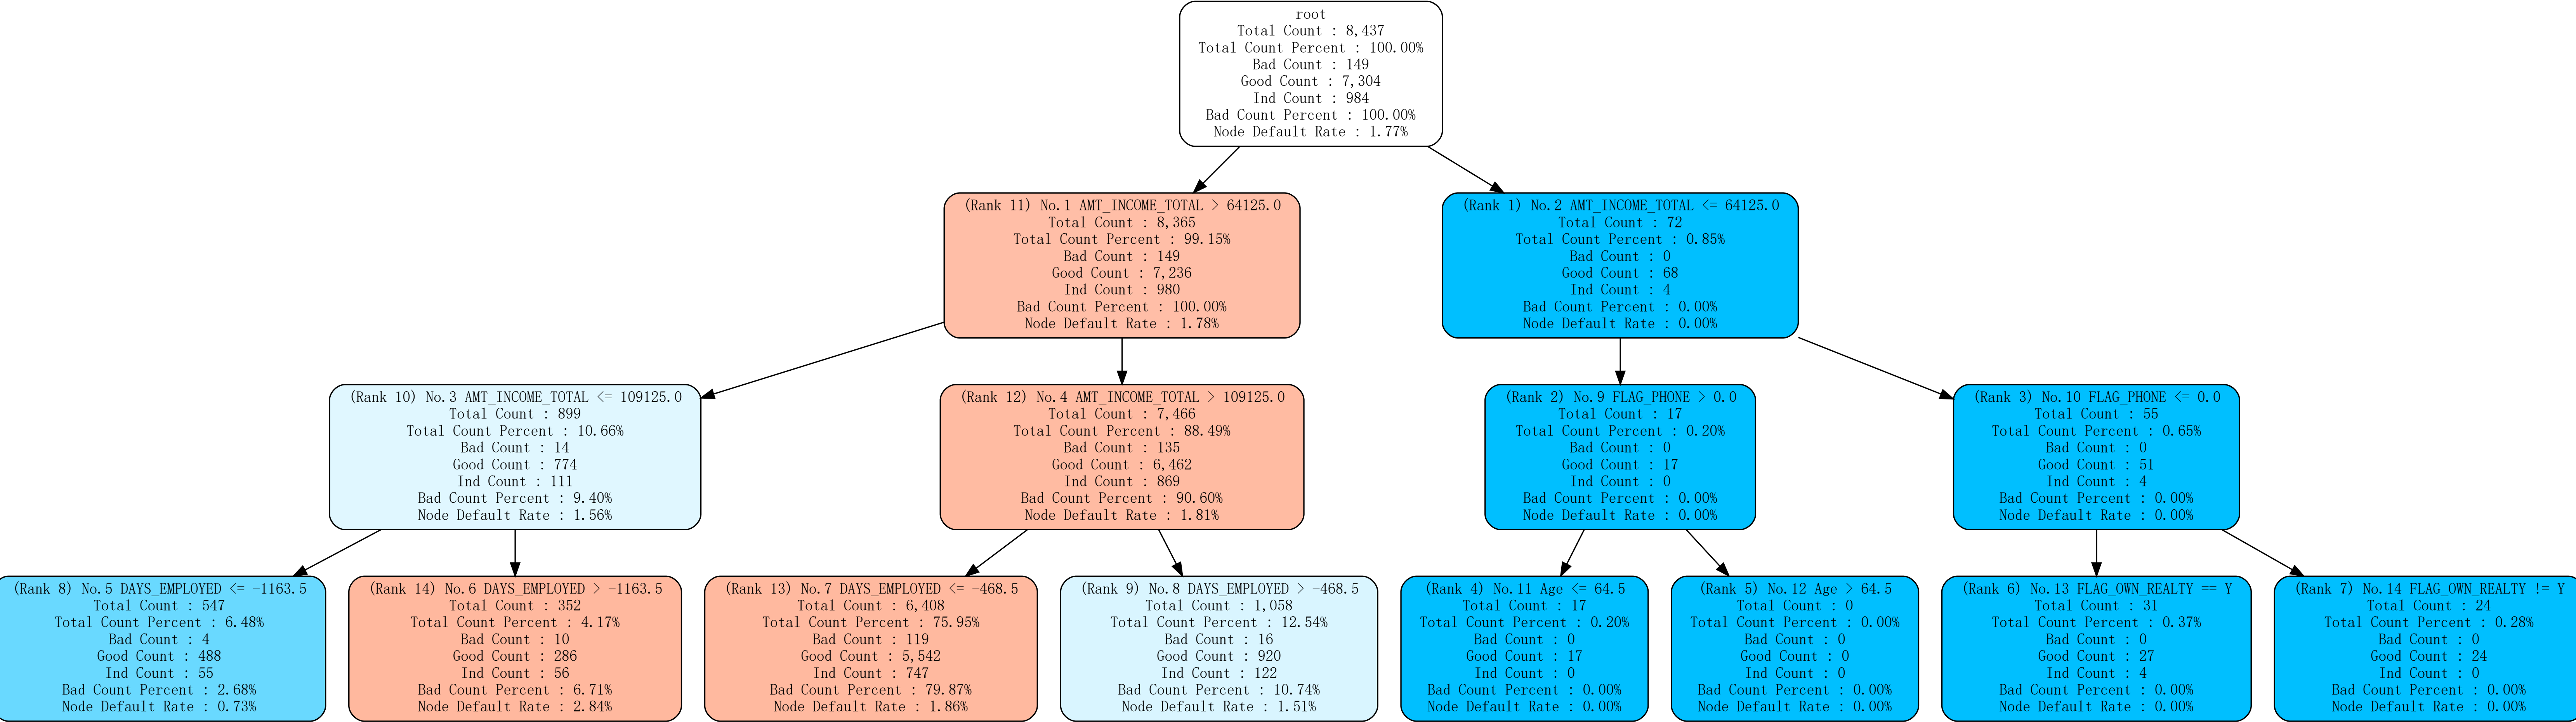 root
Total Count : 8,437
Total Count Percent : 100.00%
Bad Count : 149
Good Count : 7,304
Ind Count : 984
Bad Count Percent : 100.00%
Node Default Rate : 1.77%
(Rank 11) No.1 AMT_INCOME_TOTAL > 64125.0
Total Count : 8,365
Total Count Percent : 99.15%
Bad Count : 149
Good Count : 7,236
Ind Count : 980
Bad Count Percent : 100.00%
Node Default Rate : 1.78%
(Rank 1) No.2 AMT_INCOME_TOTAL <= 64125.0
Total Count : 72
Total Count Percent : 0.85%
Bad Count : 0
Good Count : 68
Ind Count : 4
Bad Count Percent : 0.00%
Node Default Rate : 0.00%
(Rank 10) No.3 AMT_INCOME_TOTAL <= 109125.0
Total Count : 899
Total Count Percent : 10.66%
Bad Count : 14
Good Count : 774
Ind Count : 111
Bad Count Percent : 9.40%
Node Default Rate : 1.56%
(Rank 12) No.4 AMT_INCOME_TOTAL > 109125.0
Total Count : 7,466
Total Count Percent : 88.49%
Bad Count : 135
Good Count : 6,462
Ind Count : 869
Bad Count Percent : 90.60%
Node Default Rate : 1.81%
(Rank 2) No.9 FLAG_PHONE > 0.0
Total Count : 17
Total Count Percent : 0.20%
Bad Count : 0
Good Count : 17
Ind Count : 0
Bad Count Percent : 0.00%
Node Default Rate : 0.00%
(Rank 3) No.10 FLAG_PHONE <= 0.0
Total Count : 55
Total Count Percent : 0.65%
Bad Count : 0
Good Count : 51
Ind Count : 4
Bad Count Percent : 0.00%
Node Default Rate : 0.00%
(Rank 8) No.5 DAYS_EMPLOYED <= -1163.5
Total Count : 547
Total Count Percent : 6.48%
Bad Count : 4
Good Count : 488
Ind Count : 55
Bad Count Percent : 2.68%
Node Default Rate : 0.73%
(Rank 14) No.6 DAYS_EMPLOYED > -1163.5
Total Count : 352
Total Count Percent : 4.17%
Bad Count : 10
Good Count : 286
Ind Count : 56
Bad Count Percent : 6.71%
Node Default Rate : 2.84%
(Rank 13) No.7 DAYS_EMPLOYED <= -468.5
Total Count : 6,408
Total Count Percent : 75.95%
Bad Count : 119
Good Count : 5,542
Ind Count : 747
Bad Count Percent : 79.87%
Node Default Rate : 1.86%
(Rank 9) No.8 DAYS_EMPLOYED > -468.5
Total Count : 1,058
Total Count Percent : 12.54%
Bad Count : 16
Good Count : 920
Ind Count : 122
Bad Count Percent : 10.74%
Node Default Rate : 1.51%
(Rank 4) No.11 Age <= 64.5
Total Count : 17
Total Count Percent : 0.20%
Bad Count : 0
Good Count : 17
Ind Count : 0
Bad Count Percent : 0.00%
Node Default Rate : 0.00%
(Rank 5) No.12 Age > 64.5
Total Count : 0
Total Count Percent : 0.00%
Bad Count : 0
Good Count : 0
Ind Count : 0
Bad Count Percent : 0.00%
Node Default Rate : 0.00%
(Rank 6) No.13 FLAG_OWN_REALTY == Y
Total Count : 31
Total Count Percent : 0.37%
Bad Count : 0
Good Count : 27
Ind Count : 4
Bad Count Percent : 0.00%
Node Default Rate : 0.00%
(Rank 7) No.14 FLAG_OWN_REALTY != Y
Total Count : 24
Total Count Percent : 0.28%
Bad Count : 0
Good Count : 24
Ind Count : 0
Bad Count Percent : 0.00%
Node Default Rate : 0.00%